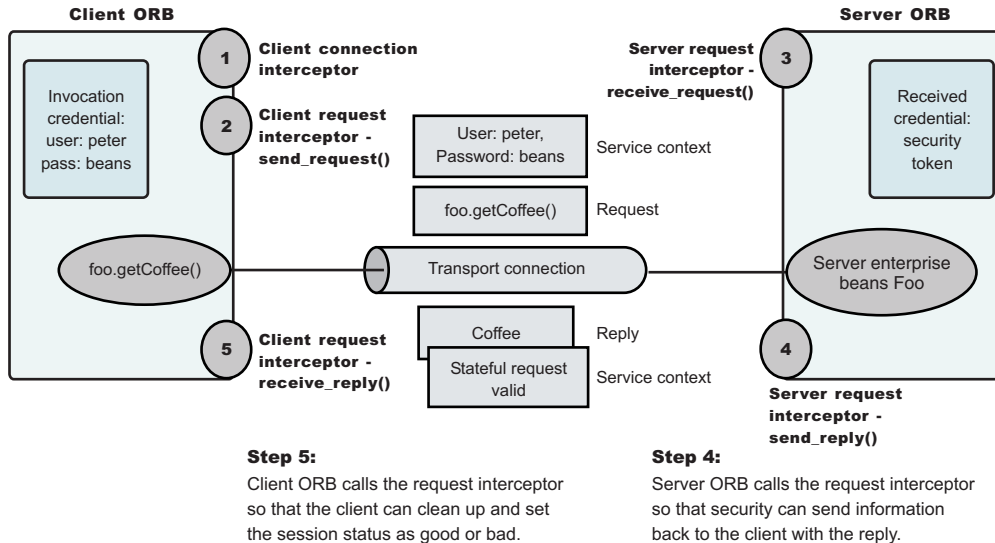 Client ORB
Server ORB
1
Client connection
interceptor
Invocation
credential:
user: peter
pass: beans
2
Client request
interceptor -
send_request()
User: peter,
Password: beans
Service context
foo.getCoffee()
Request
Server request
interceptor -
receive_request()
3
Received
credential:
security
token
foo.getCoffee()
Transport connection
Server enterprise
beans Foo
5
Client request
interceptor -
receive_reply()
Coffee
Reply
Stateful request
valid
Service context
4
Server request
interceptor -
send_reply()
Step 5:
Client ORB calls the request interceptor
so that the client can clean up and set
the session status as good or bad.
Step 4:
Server ORB calls the request interceptor
so that security can send information
back to the client with the reply.